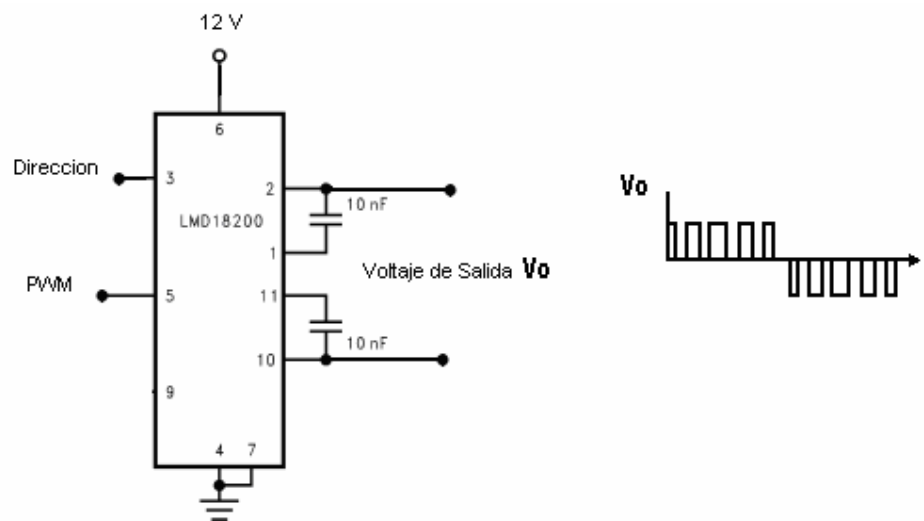 12 V
6
Direccion
3
2
LMD18200
10 nF
1
Vo
Voltaje de Salida Vo
PWM
5
11
10 nF
10
9
4 7